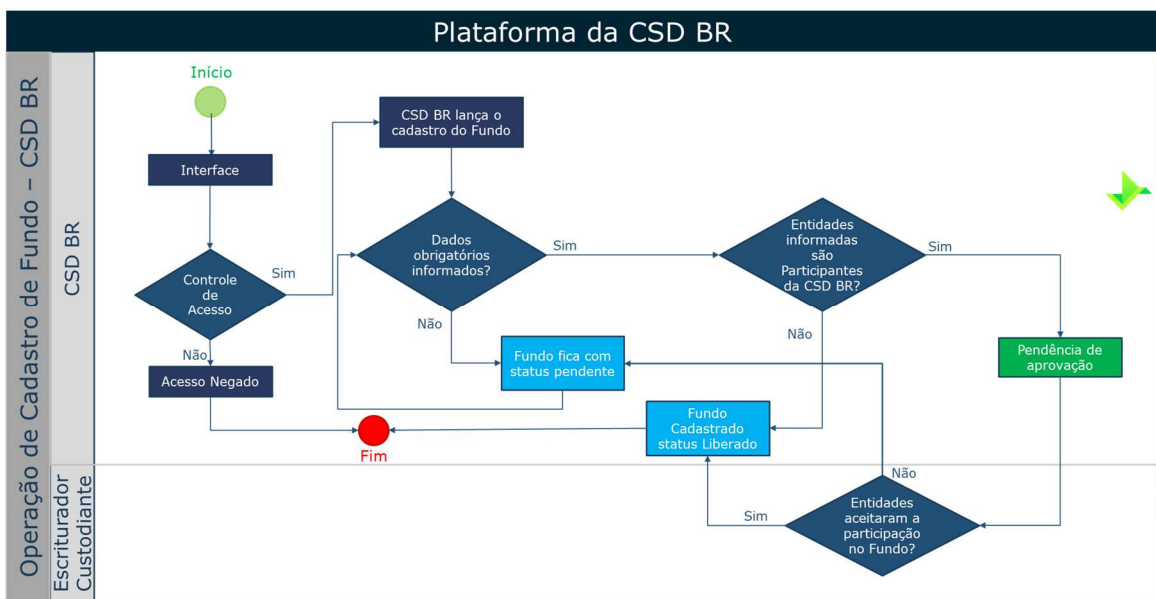 Plataforma da CSD BR
Operação de Cadastro de Fundo – CSD BR
CSD BR
Início
Interface
Controle
de
Acesso
Sim
Não
Acesso Negado
CSD BR lança o
cadastro do Fundo
Dados
obrigatórios
informados?
Sim
Não
Fundo fica com
status pendente
Entidades
informadas
são
Participantes
da CSD BR?
Sim
Não
Pendência de
aprovação
Fundo
Cadastrado
status Liberado
Fim
Escriturador
Custodiante
Não
Entidades
aceitaram a
participação
no Fundo?
Sim